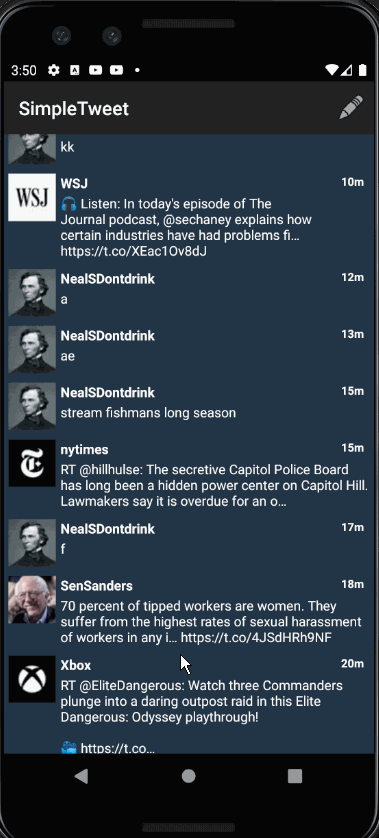 3:50
SimpleTweet
kk
WSJ 10m
WSJ
🎧 Listen: In today's episode of The
Journal podcast, @sechaney explains how
certain industries have had problems fi...
https://t.co/XEac1Ov8dJ
NealSDontdrink 12m
a
NealSDontdrink 13m
ae
NealSDontdrink 15m
stream fishmans long season
nytimes 15m
RT @hillhulse: The secretive Capitol Police Board
has long been a hidden power center on Capitol Hill.
Lawmakers say it is overdue for an o...
NealSDontdrink 17m
f
SenSanders 18m
70 percent of tipped workers are women. They
suffer from the highest rates of sexual harassment
of workers in any i... https://t.co/4JSdHRh9NF
Xbox 20m
RT @EliteDangerous: Watch three Commanders
plunge into a daring outpost raid in this Elite
Dangerous: Odyssey playthrough!
https://t.co...